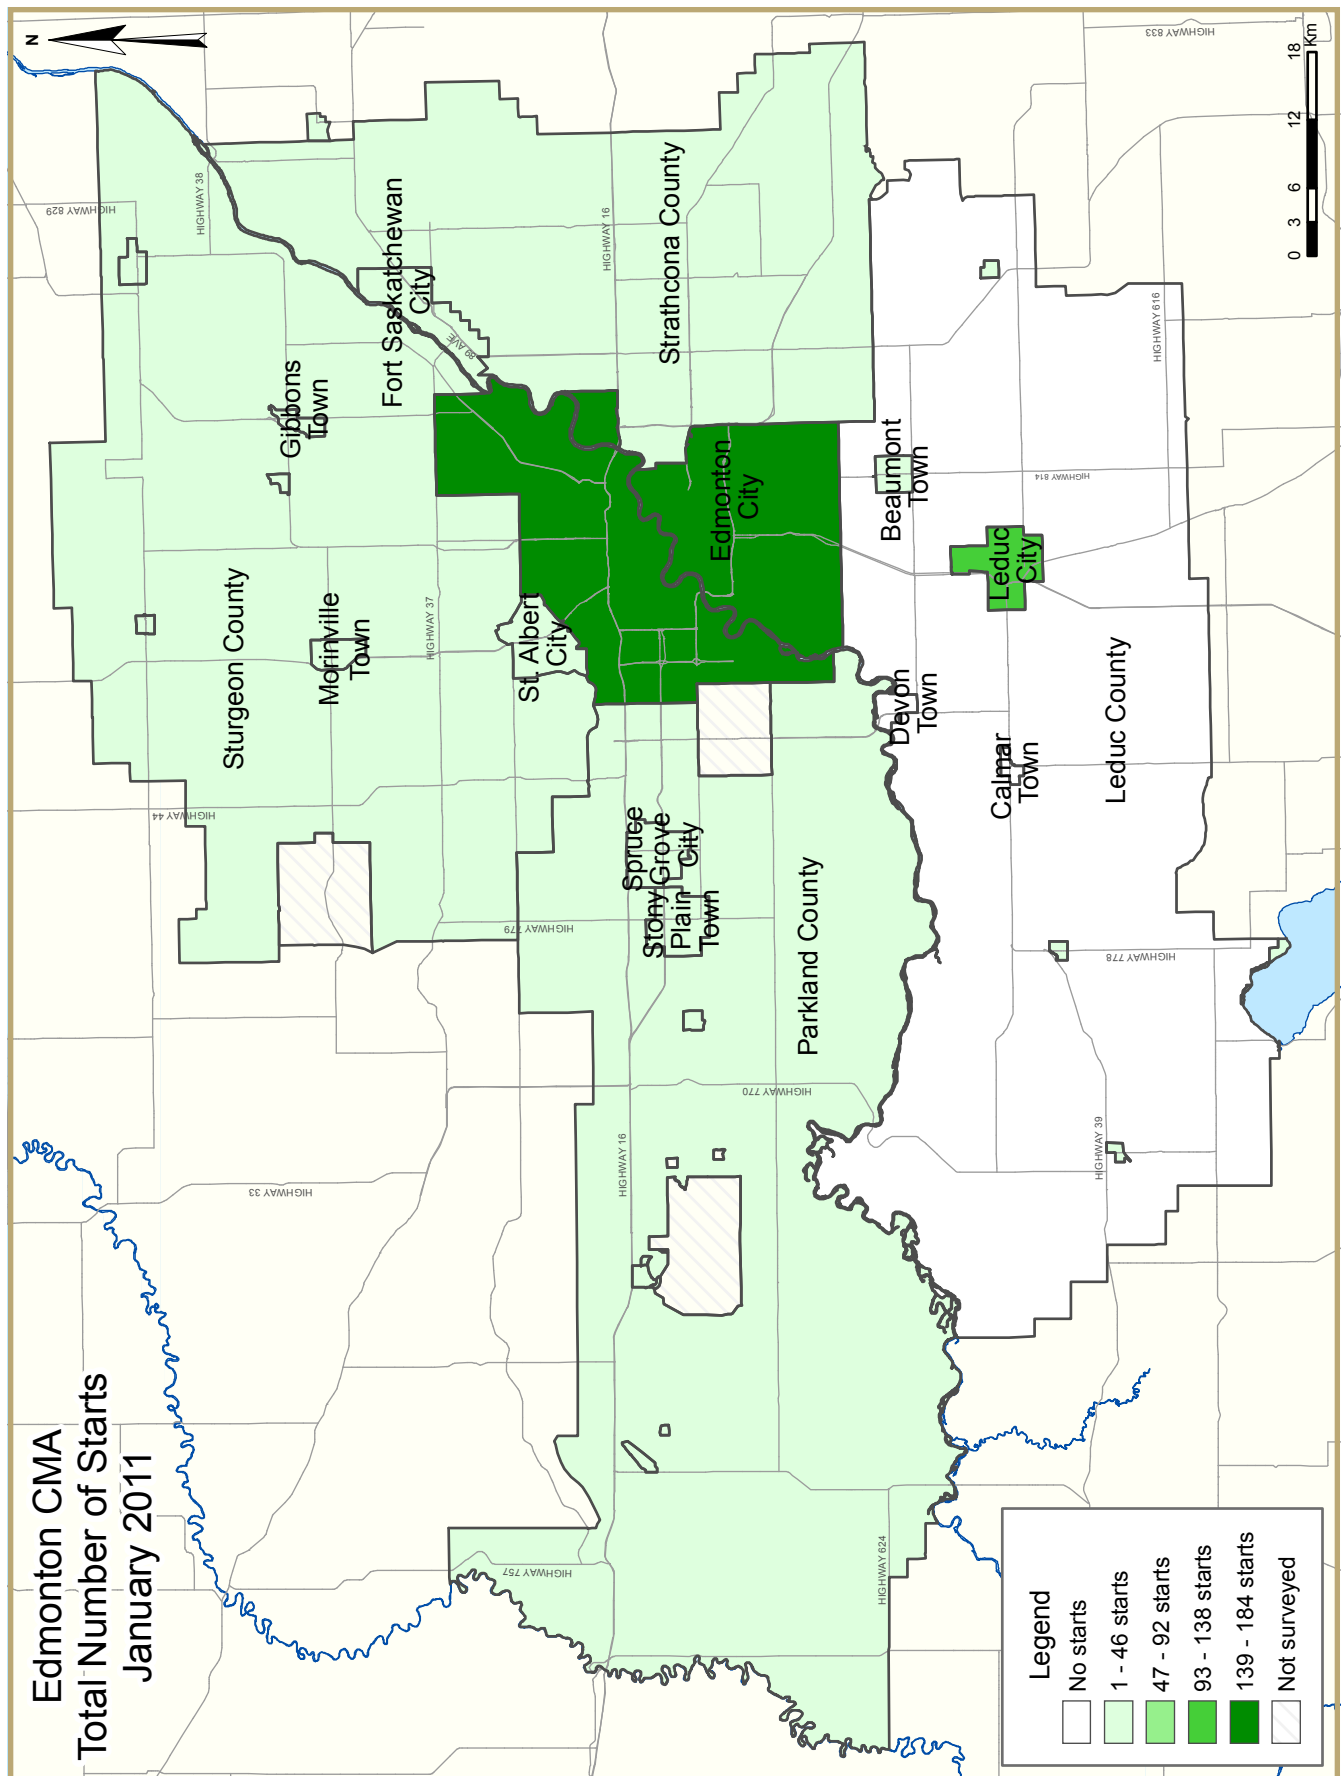 Edmonton CMA
Total Number of Starts
January 2011
N
HIGHWAY 829
HIGHWAY 38
HIGHWAY 833
HIGHWAY 44
Sturgeon County
Gibbons
Town
Morinville
Town
Fort Saskatchewan
City
HIGHWAY 37
89 AVE
HIGHWAY 33
HIGHWAY 779
St. Albert
City
HIGHWAY 757
HIGHWAY 16
HIGHWAY 16
Strathcona County
Spruce
Grove
City
Stony
Plain
Town
Edmonton
City
HIGHWAY 770
Parkland County
HIGHWAY 624
Beaumont
Town
Devon
Town
Leduc
City
Calmar
Town
HIGHWAY 814
Leduc County
HIGHWAY 39
HIGHWAY 778
HIGHWAY 616
Legend
No starts
1 - 46 starts
47 - 92 starts
93 - 138 starts
139 - 184 starts
Not surveyed
0 3 6 12 18
Km